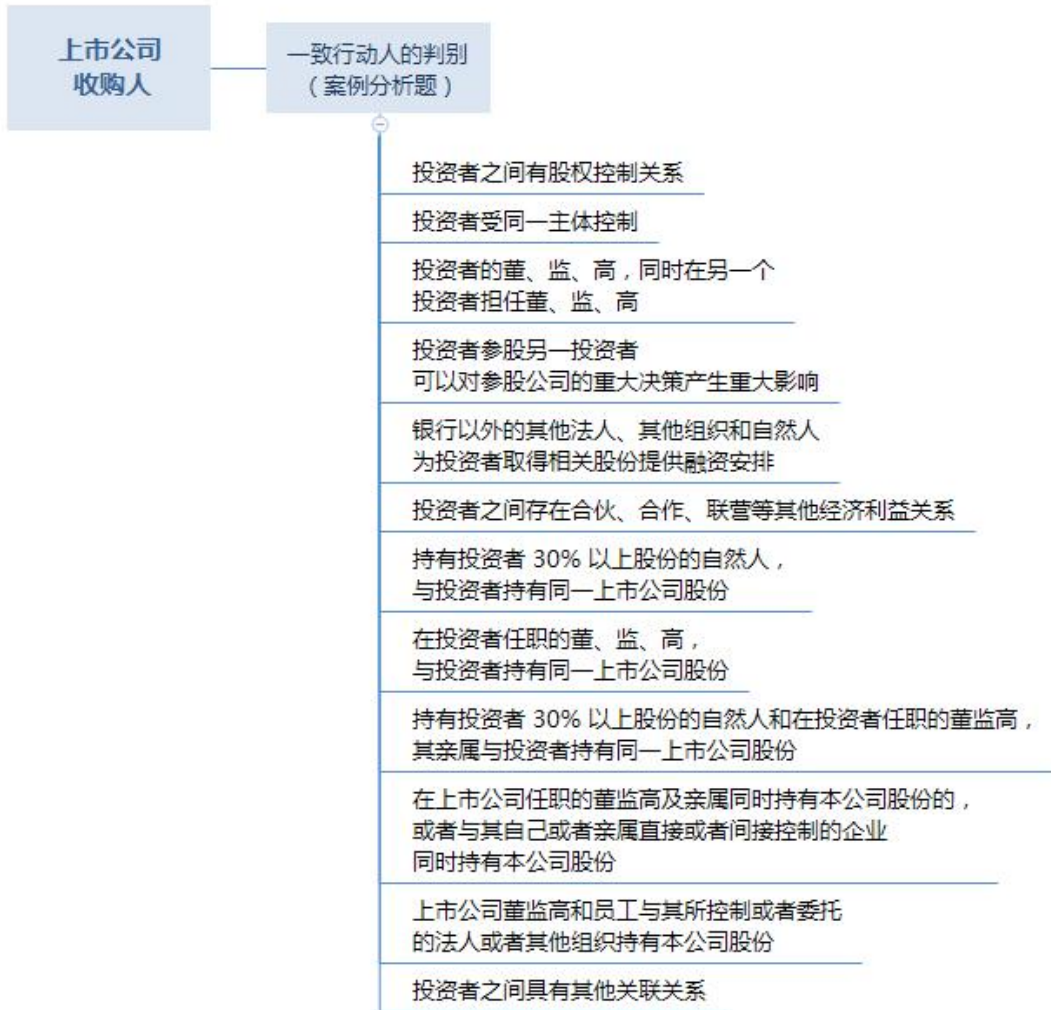 上市公司
收购人
一致行动人的判别
（案例分析题）
投资者之间有股权控制关系
投资者受同一主体控制
投资者的董、监、高，同时在另一个
投资者担任董、监、高
投资者参股另一投资者
可以对参股公司的重大决策产生重大影响
银行以外的其他法人、其他组织和自然人
为投资者取得相关股份提供融资安排
投资者之间存在合伙、合作、联营等其他经济利益关系
持有投资者 30% 以上股份的自然人，
与投资者持有同一上市公司股份
在投资者任职的董、监、高，
与投资者持有同一上市公司股份
持有投资者 30% 以上股份的自然人和在投资者任职的董监高，
其亲属与投资者持有同一上市公司股份
在上市公司任职的董监高及亲属同时持有本公司股份的，
或者与其自己或者亲属直接或者间接控制的企业
同时持有本公司股份
上市公司董监高和员工与其所控制或者委托
的法人或者其他组织持有本公司股份
投资者之间具有其他关联关系